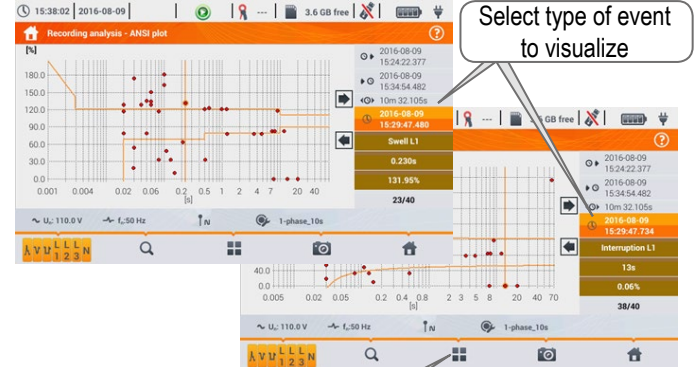 15:38:02 2016-08-09 --- 3.6 GB free
Select type of event
to visualize
Recording analysis - ANSI plot
[%]
180.0
150.0
120.0
90.0
60.0
30.0
0.0
0.001 0.004 0.02 0.06 0.2 0.5 1 2 4 7 20 40
[s]
2016-08-09
15:24:22.377
2016-08-09
15:34:54.482
10m 32.105s
2016-08-09
15:29:47.480
Swell L1
0.230s
131.95%
23/40
U: 110.0 V f:50 Hz N 1-phase_10s
A V U L1 L2 L3 N
--- GB free
2016-08-09
15:24:22.377
2016-08-09
15:34:54.482
10m 32.105s
2016-08-09
15:29:47.734
Interruption L1
13s
0.06%
38/40
40.0
0.0
0.005 0.02 0.05 0.2 0.4 0.8 2 3 5 8 20 40 70
[s]
U: 110.0 V f:50 Hz N 1-phase_10s
A V U L1 L2 L3 N